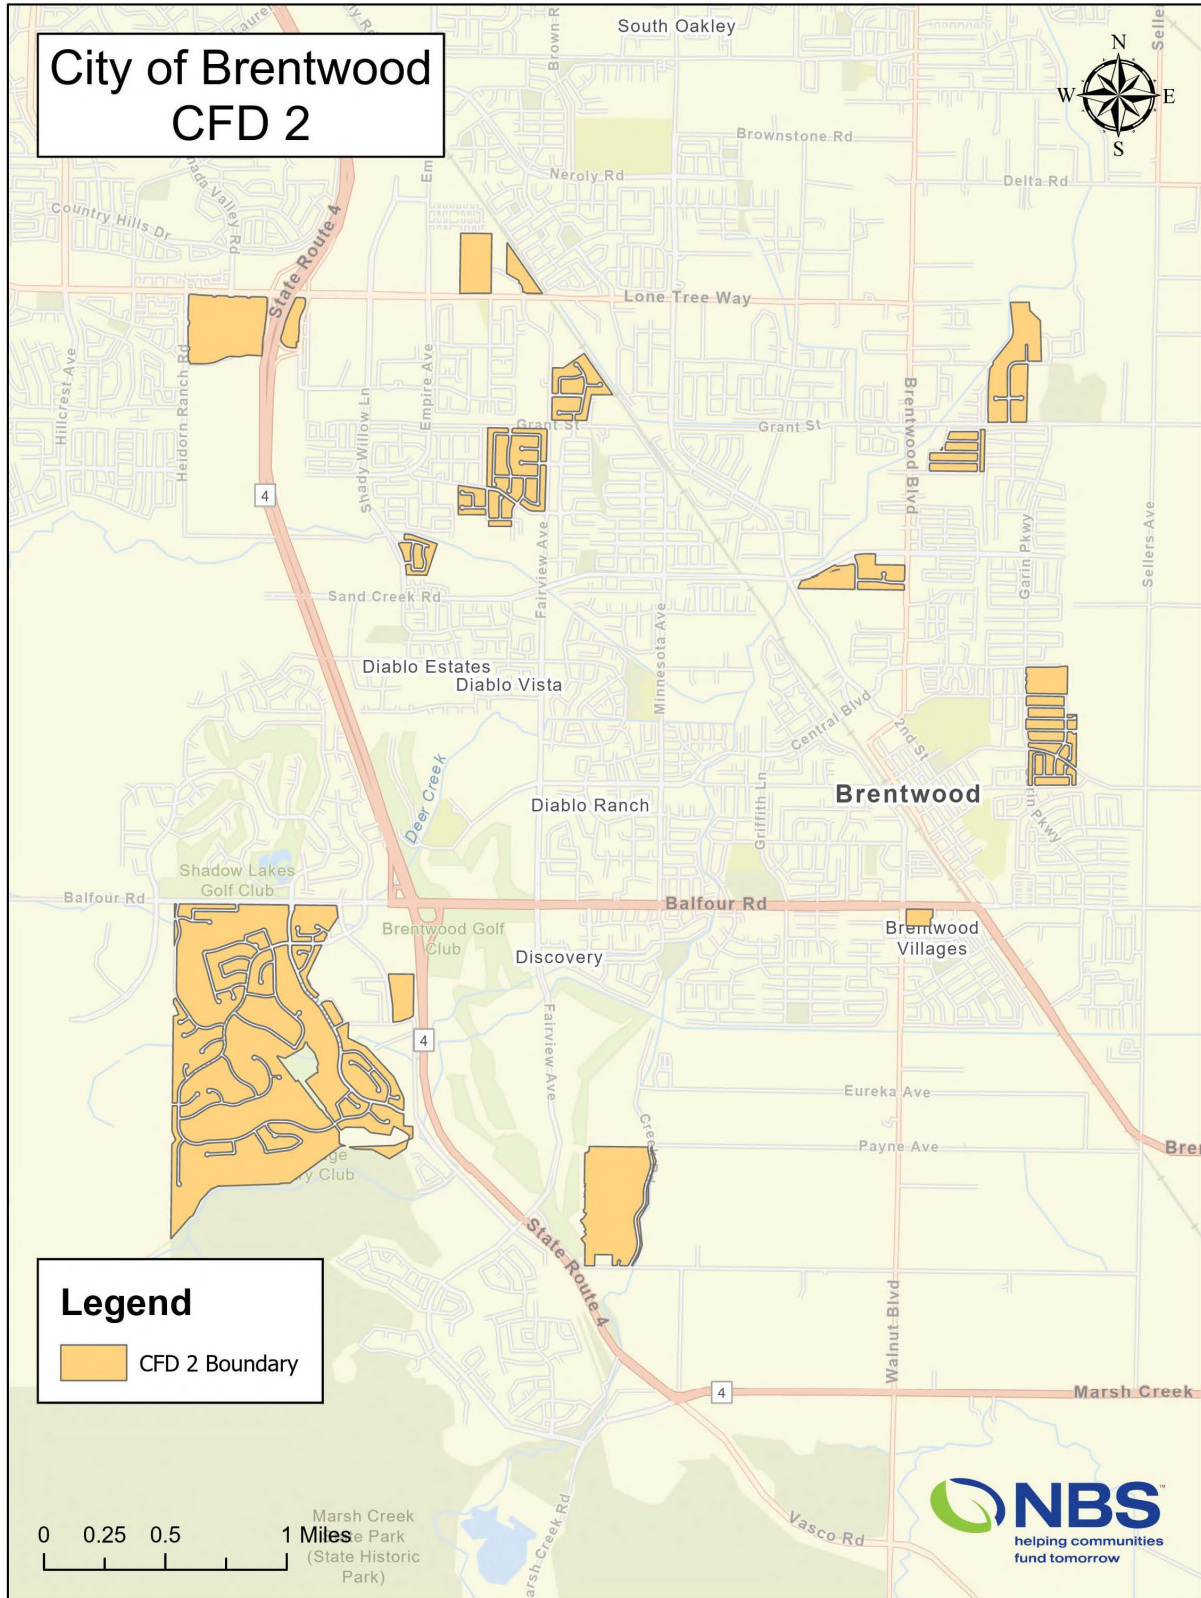 City of Brentwood
CFD 2
South Oakley
N
W
E
S
Brownstone Rd
Neroly Rd
Delta Rd
Country Hills Dr
State Route 4
Lone Tree Way
Hillcrest Ave
Heidorn Ranch Rd
Shady Willow Ln
Empire Ave
Grant St
Grant St
Brentwood Blvd
4
Fairview Ave
Garin Pkwy
Sellers Ave
Sand Creek Rd
Minnesota Ave
Diablo Estates
Diablo Vista
Central Blvd
2nd St
Deer Creek
Diablo Ranch
Griffith Ln
Brentwood
Shadow Lakes
Golf Club
Balfour Rd
Balfour Rd
Brentwood Golf
Club
Discovery
Brentwood
Villages
4
Fairview Ave
Eureka Ave
Payne Ave
State Route 4
Walnut Blvd
Legend
CFD 2 Boundary
4
Marsh Creek
Vasco Rd
Marsh Creek
State Park
(State Historic
Park)
0 0.25 0.5 1 Miles
NBS
helping communities
fund tomorrow